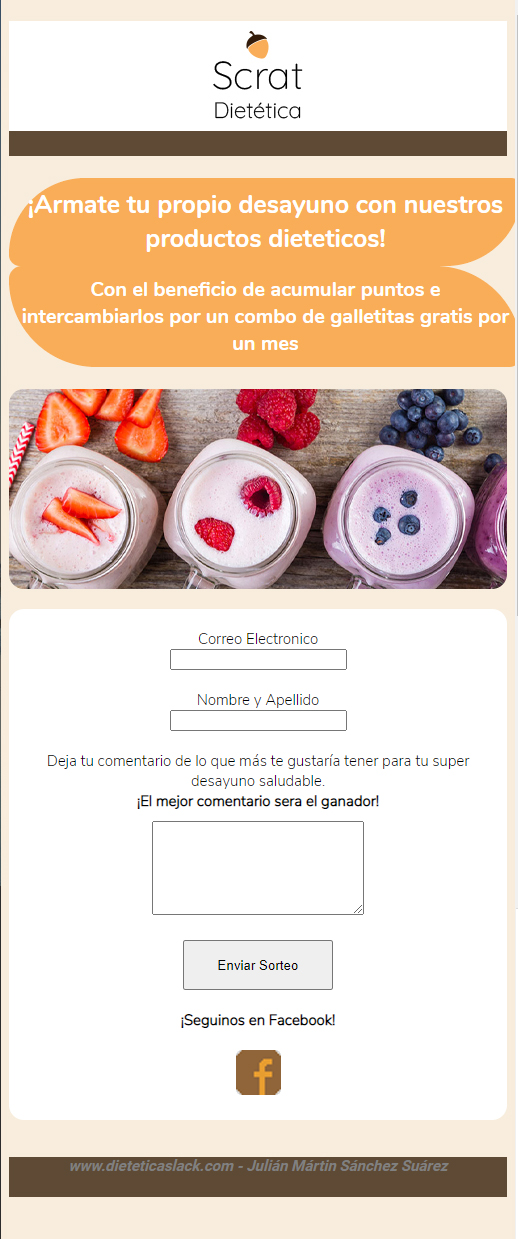 Scrat
Dietética
¡Armate tu propio desayuno con nuestros
productos dieteticos!
Con el beneficio de acumular puntos e
intercambiarlos por un combo de galletitas gratis por
un mes
Correo Electronico
Nombre y Apellido
Deja tu comentario de lo que más te gustaría tener para tu super
desayuno saludable.
¡El mejor comentario sera el ganador!
Enviar Sorteo
¡Seguinos en Facebook!
f
www.dieteticaslack.com - Julián Mártin Sánchez Suárez